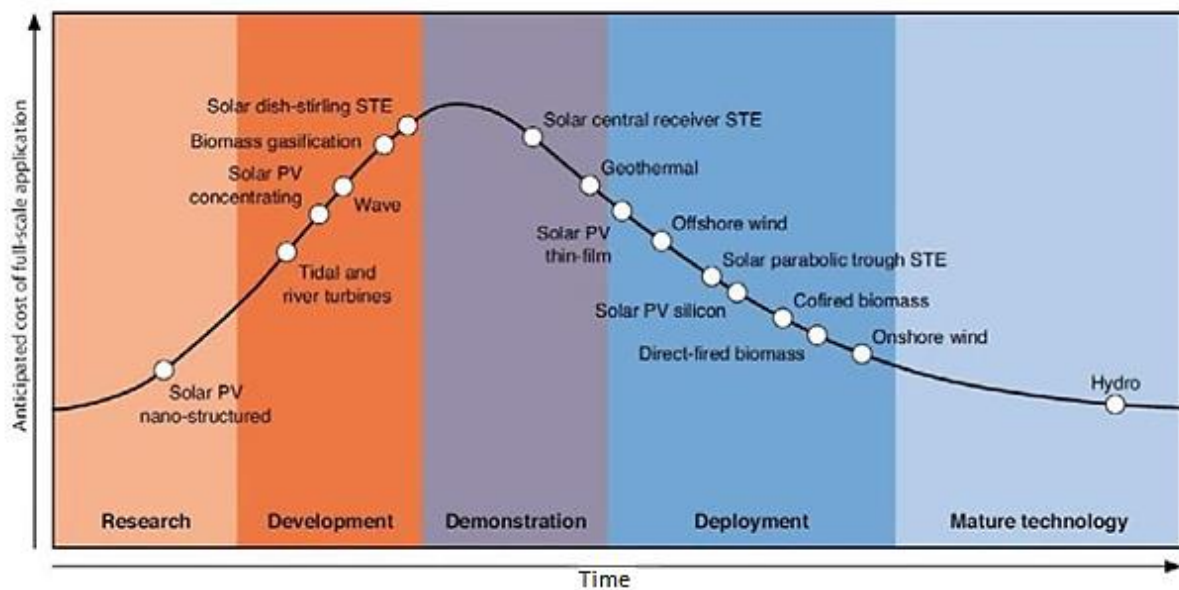 Anticipated cost of full-scale application
Solar dish-stirling STE
Biomass gasification
Solar PV
concentrating
Wave
Tidal and
river turbines
Solar PV
nano-structured
Solar central receiver STE
Geothermal
Solar PV
thin-film
Offshore wind
Solar parabolic trough STE
Solar PV silicon
Cofired biomass
Direct-fired biomass
Onshore wind
Hydro
Research
Development
Demonstration
Deployment
Mature technology
Time